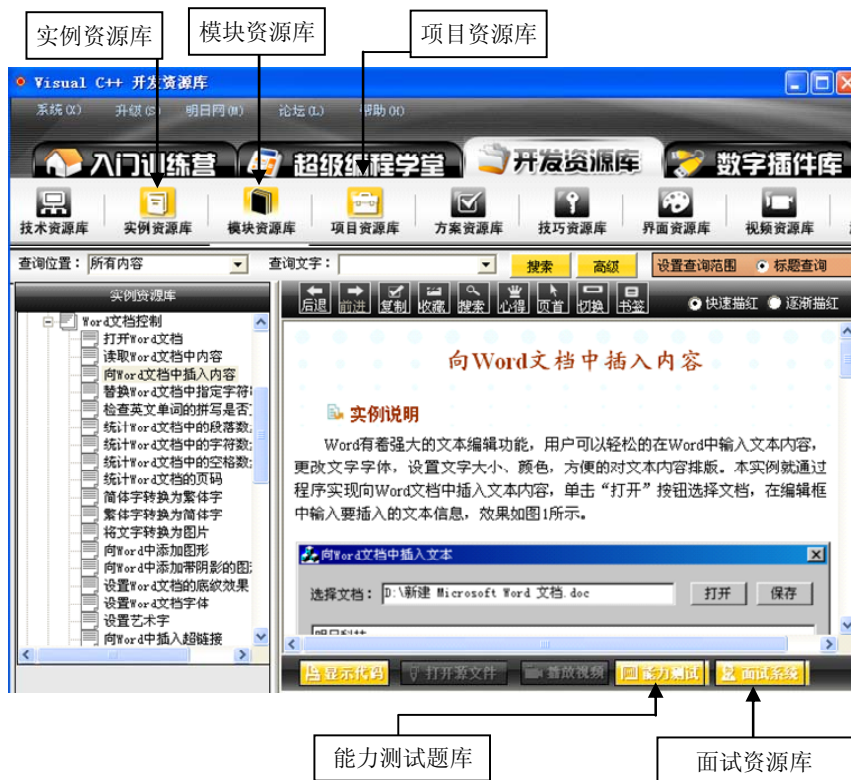 实例资源库
模块资源库
项目资源库
Visual C++ 开发资源库
系统(X) 升级(S) 明日网(M) 论坛(L) 帮助(H)
入门训练营 超级编程学堂 开发资源库 数字插件库
技术资源库 实例资源库 模块资源库 项目资源库 方案资源库 技巧资源库 界面资源库 视频资源库
查询位置: 所有内容 查询文字: 搜索 高级 设置查询范围 标题查询
实例资源库
后退 前进 复制 收藏 搜索 心得 页首 切换 书签 快速描红 逐渐描红
Word文档控制
打开Word文档
读取Word文档中内容
向Word文档中插入内容
替换Word文档中指定字符
检查英文单词的拼写是否
统计Word文档中的段落数
统计Word文档中的字符数
统计Word文档中的空格数
统计Word文档的页码
简体字转换为繁体字
繁体字转换为简体字
将文字转换为图片
向Word中添加图形
向Word中添加带阴影的图
设置Word文档的底纹效果
设置Word文档字体
设置艺术字
向Word中插入超链接
向Word文档中插入内容
实例说明
Word有着强大的文本编辑功能，用户可以轻松的在Word中输入文本内容，
更改文字字体，设置文字大小、颜色，方便的对文本内容排版。本实例就通过
程序实现向Word文档中插入文本内容，单击“打开”按钮选择文档，在编辑框
中输入要插入的文本信息，效果如图1所示。
向Word文档中插入文本
选择文档: D:\新建 Microsoft Word 文档.doc 打开 保存
明日科技
显示代码 打开源文件 播放视频 能力测试 面试系统
能力测试题库
面试资源库